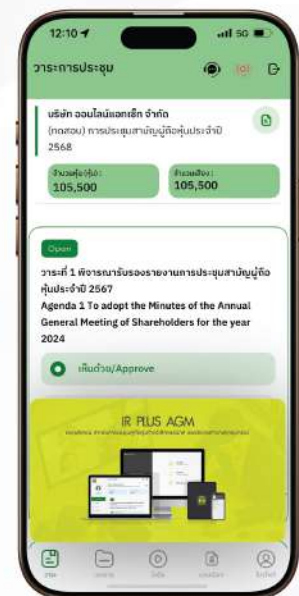 12:10
5G
วาระการประชุม
บริษัท ออนไลน์แอสเซ็ท จำกัด
(ทดสอบ) การประชุมสามัญผู้ถือหุ้นประจำปี
2568
จำนวนหุ้น (หุ้น) :
105,500
จำนวนเสียง :
105,500
Open
วาระที่ 1 พิจารณารับรองรายงานการประชุมสามัญผู้ถือ
หุ้นประจำปี 2567
Agenda 1 To adopt the Minutes of the Annual
General Meeting of Shareholders for the year
2024
เห็นด้วย/Approve
IR PLUS AGM
วาระ